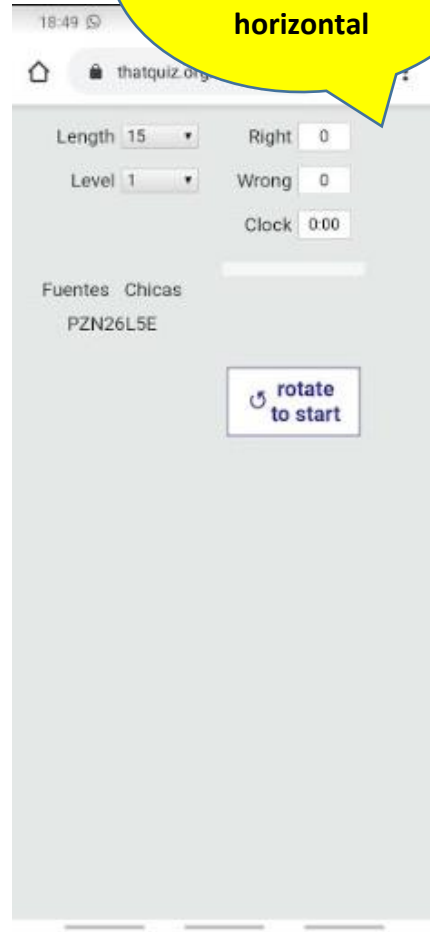 horizontal
18:49
thatquiz.org
Length 15 Right 0
Level 1 Wrong 0
Clock 0:00
Fuentes Chicas
PZN26L5E
rotate
to start